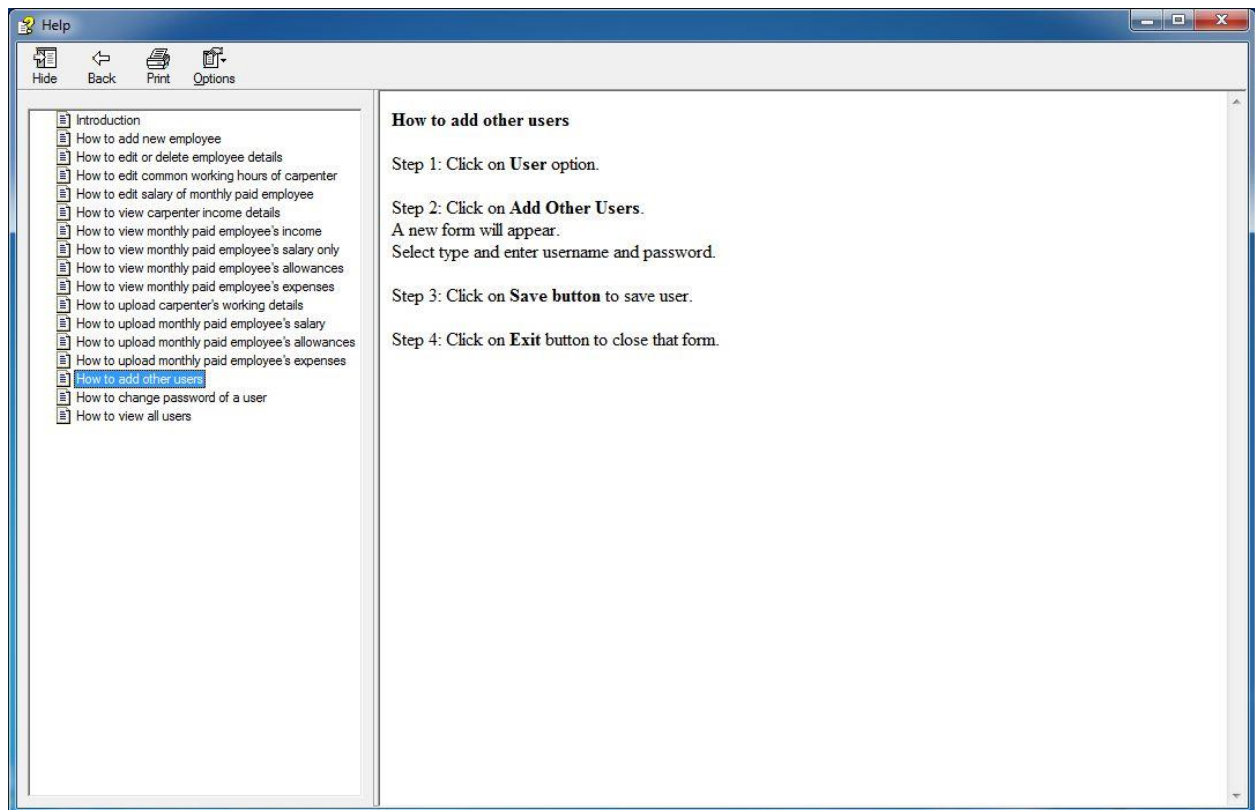 Help
Hide Back Print Options
Introduction
How to add new employee
How to edit or delete employee details
How to edit common working hours of carpenter
How to edit salary of monthly paid employee
How to view carpenter income details
How to view monthly paid employee's income
How to view monthly paid employee's salary only
How to view monthly paid employee's allowances
How to view monthly paid employee's expenses
How to upload carpenter's working details
How to upload monthly paid employee's salary
How to upload monthly paid employee's allowances
How to upload monthly paid employee's expenses
How to add other users
How to change password of a user
How to view all users
How to add other users
Step 1: Click on User option.
Step 2: Click on Add Other Users.
A new form will appear.
Select type and enter username and password.
Step 3: Click on Save button to save user.
Step 4: Click on Exit button to close that form.